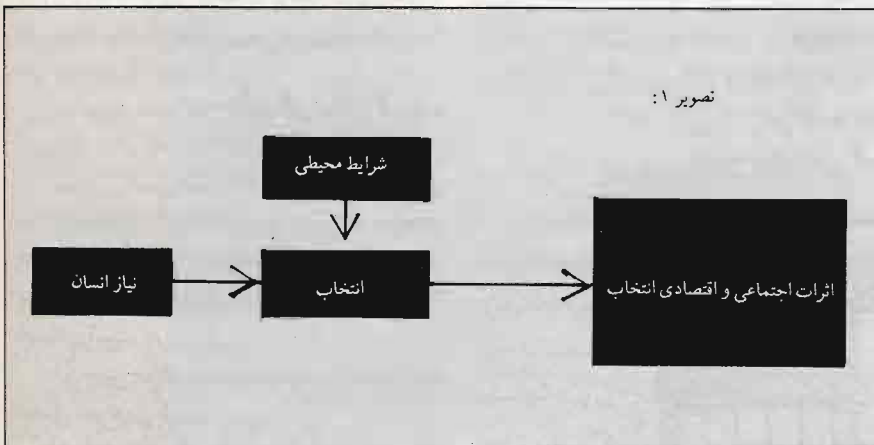 تصویر ۱:
شرایط محیطی
نیاز انسان
انتخاب
اثرات اجتماعی و اقتصادی انتخاب